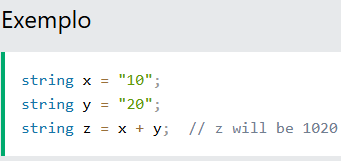 Exemplo
string x = "10";
string y = "20";
string z = x + y;  // z will be 1020